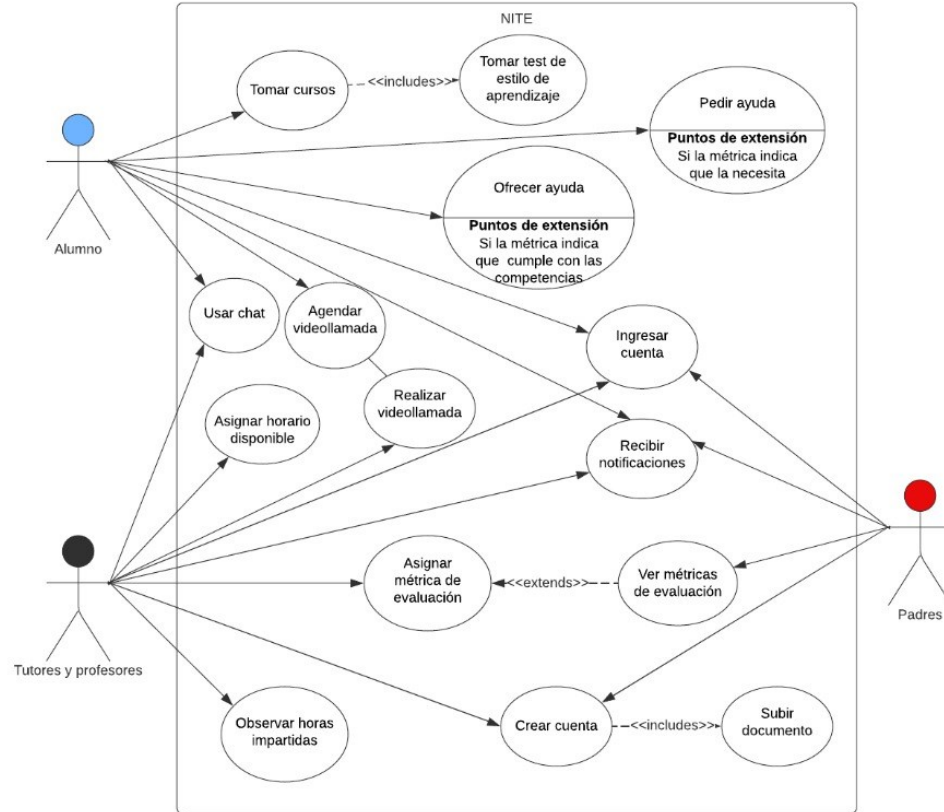 NITE
Tomar cursos
<<includes>>
Tomar test de
estilo de
aprendizaje
Pedir ayuda
Puntos de extensión
Si la métrica indica
que la necesita
Alumno
Ofrecer ayuda
Puntos de extensión
Si la métrica indica
que cumple con las
competencias
Usar chat
Agendar
videollamada
Ingresar
cuenta
Realizar
videollamada
Asignar horario
disponible
Recibir
notificaciones
Asignar
métrica de
evaluación
<<extends>>
Ver métricas
de evaluación
Padres
Tutores y profesores
Observar horas
impartidas
Crear cuenta
<<includes>>
Subir
documento